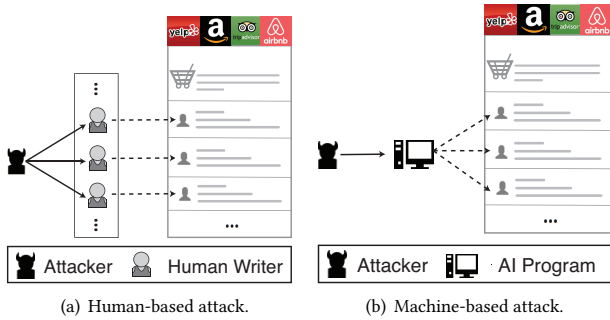 yelp
a
tripadvisor
airbnb
...
...
...
Attacker
Human Writer
(a) Human-based attack.
yelp
a
tripadvisor
airbnb
...
Attacker
AI Program
(b) Machine-based attack.